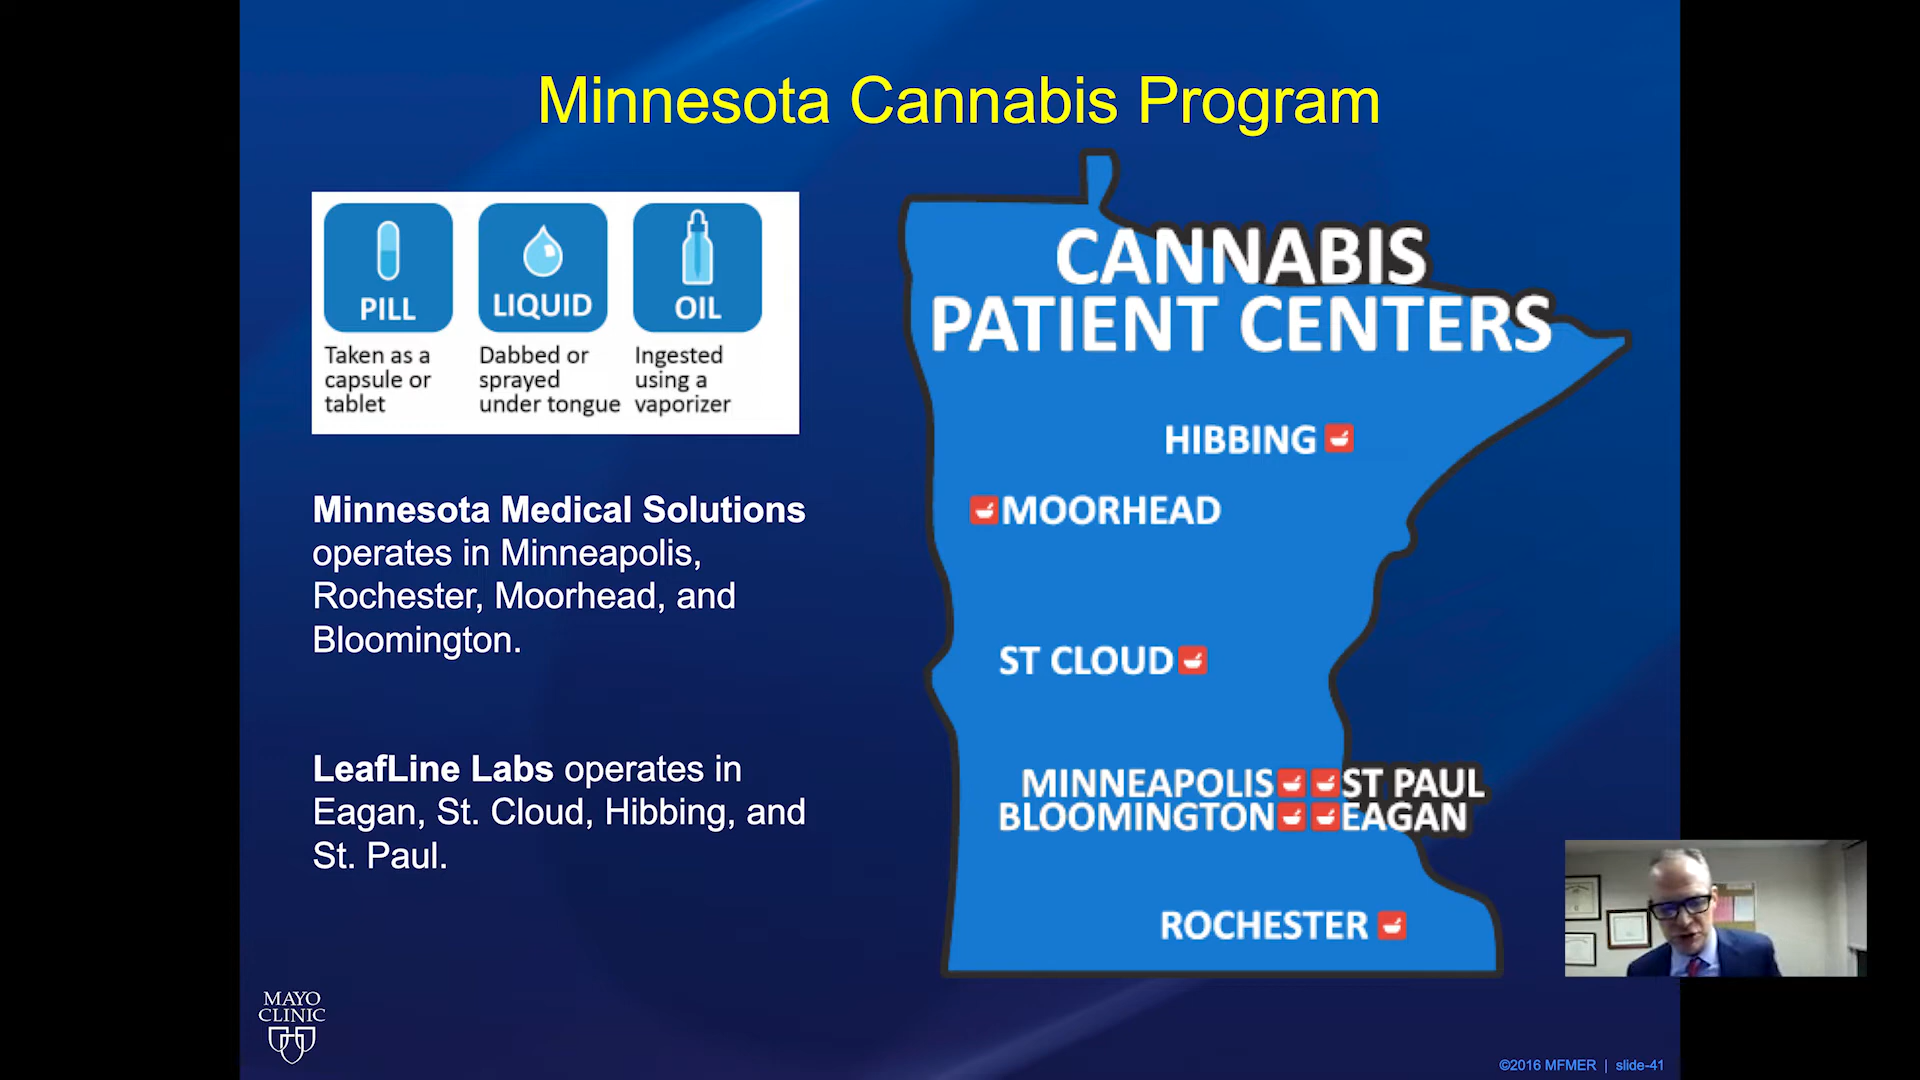 Minnesota Cannabis Program
PILL
LIQUID
OIL
Taken as a
capsule or
tablet
Dabbed or
sprayed
under tongue
Ingested
using a
vaporizer
Minnesota Medical Solutions
operates in Minneapolis,
Rochester, Moorhead, and
Bloomington.
LeafLine Labs operates in
Eagan, St. Cloud, Hibbing, and
St. Paul.
CANNABIS
PATIENT CENTERS
HIBBING
MOORHEAD
ST CLOUD
MINNEAPOLIS ST PAUL
BLOOMINGTON EAGAN
ROCHESTER
MAYO
CLINIC
©2016 MFMER | slide-41